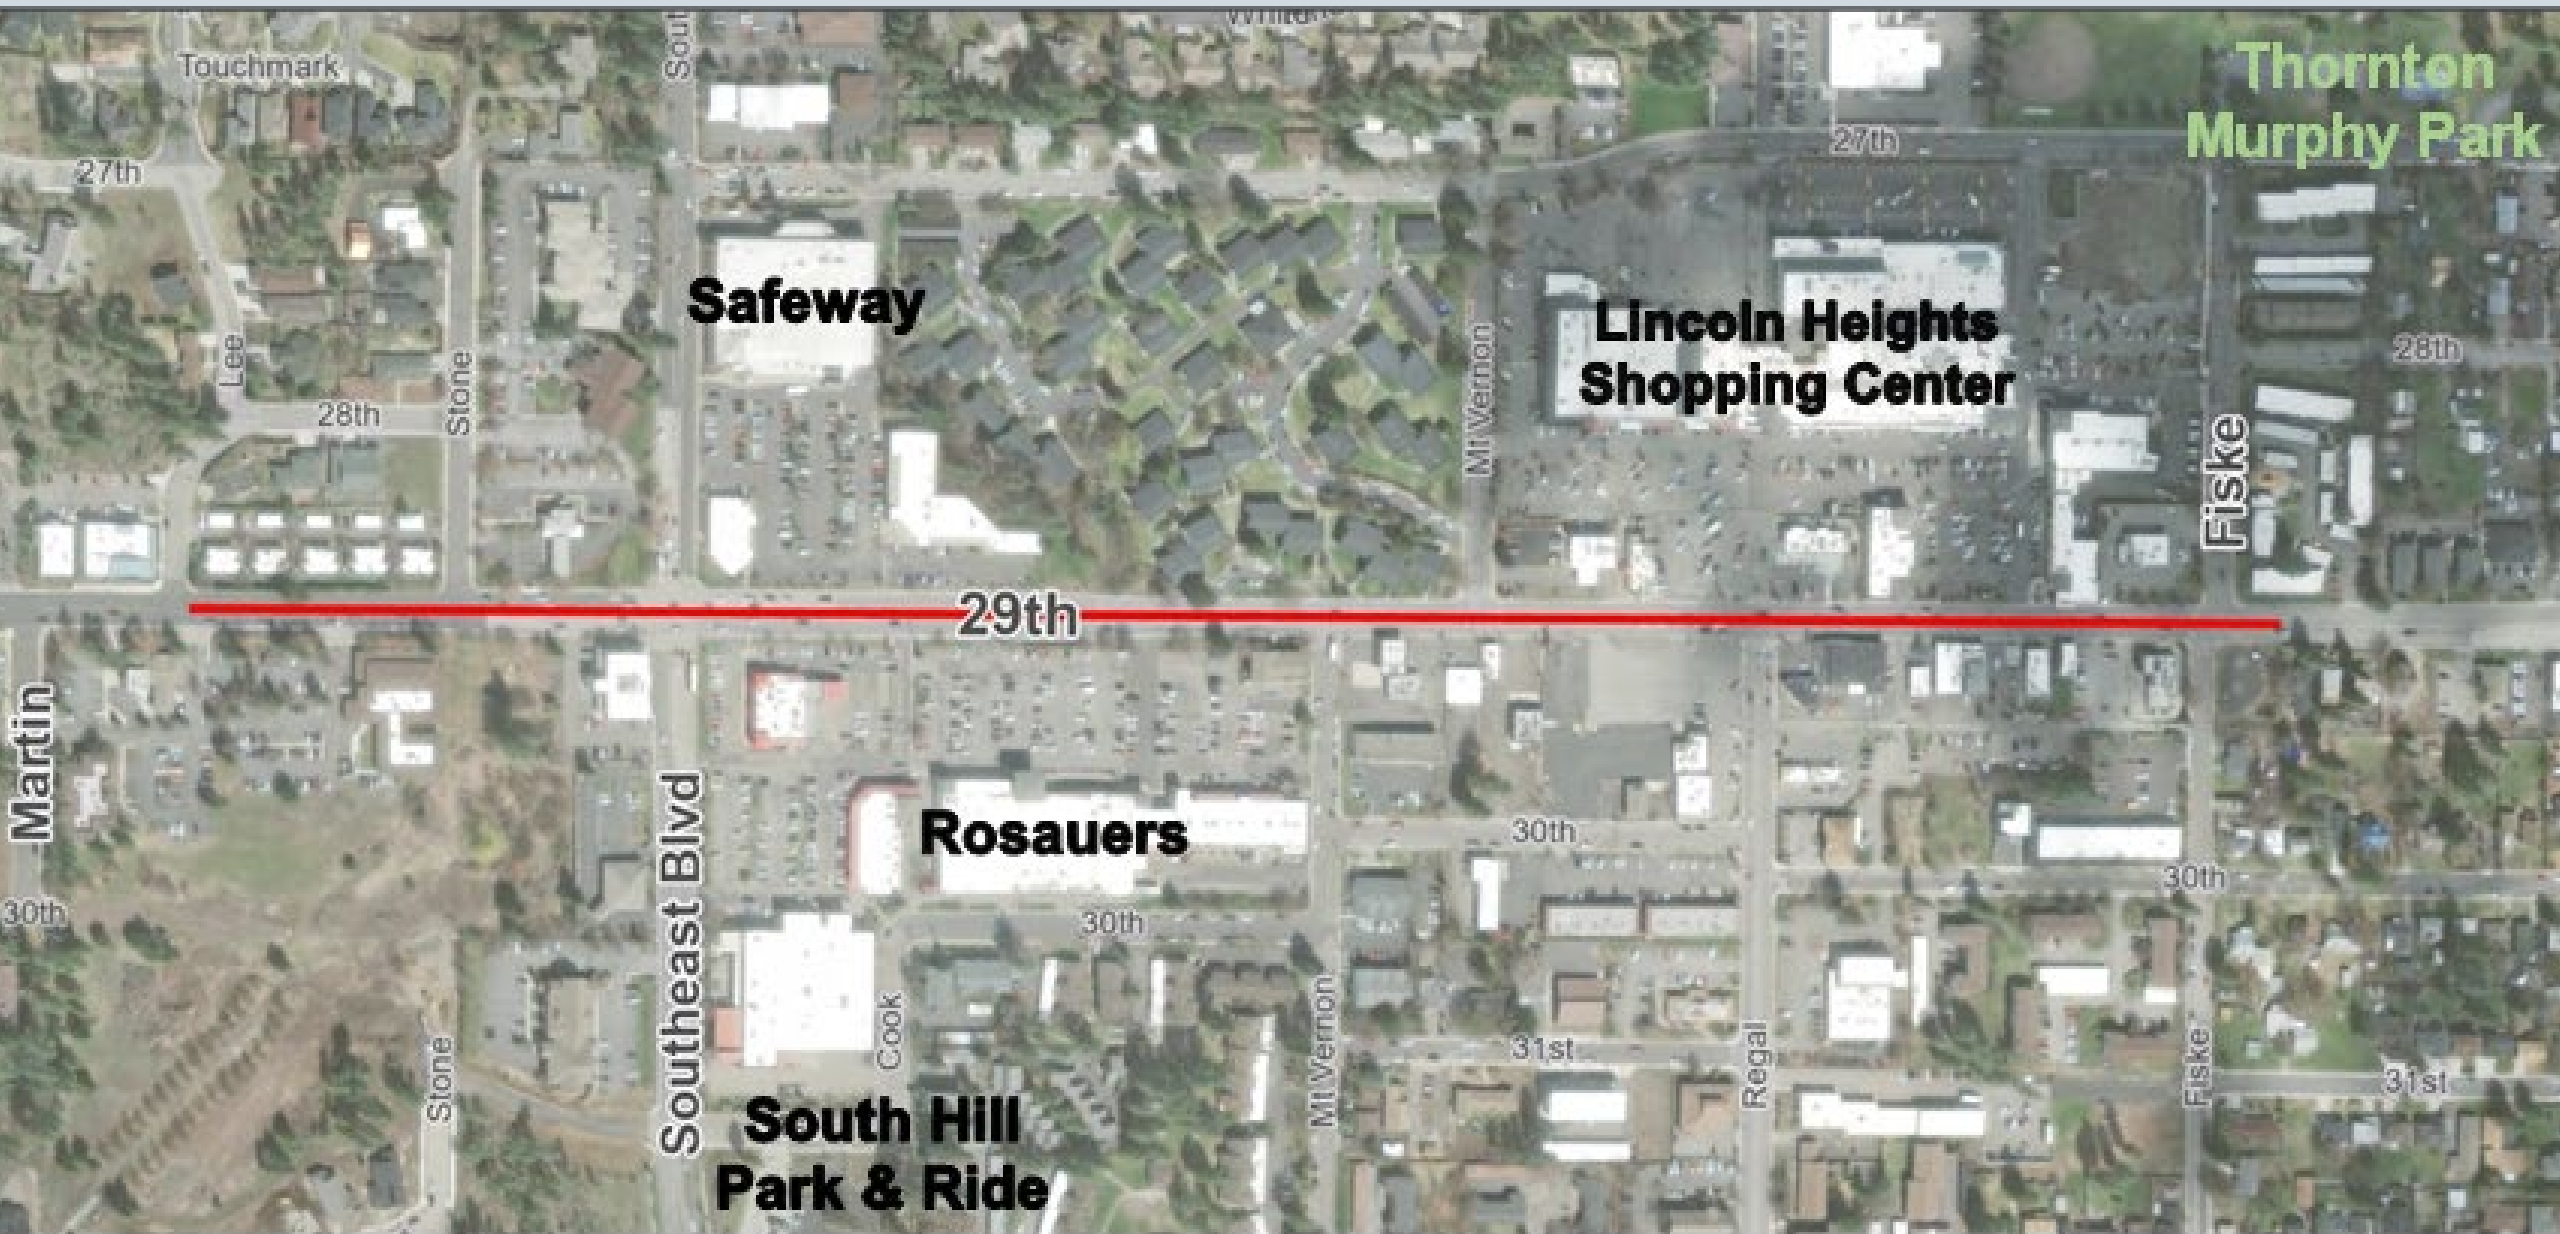 Touchmark
Sout
Thornton
Murphy Park
27th
27th
Safeway
Lincoln Heights
Shopping Center
Lee
Stone
Mt Vernon
28th
28th
Fiske
29th
Martin
Southeast Blvd
Rosauers
30th
30th
30th
30th
Cook
Stone
Mt Vernon
31st
Regal
Fiske
31st
South Hill
Park & Ride